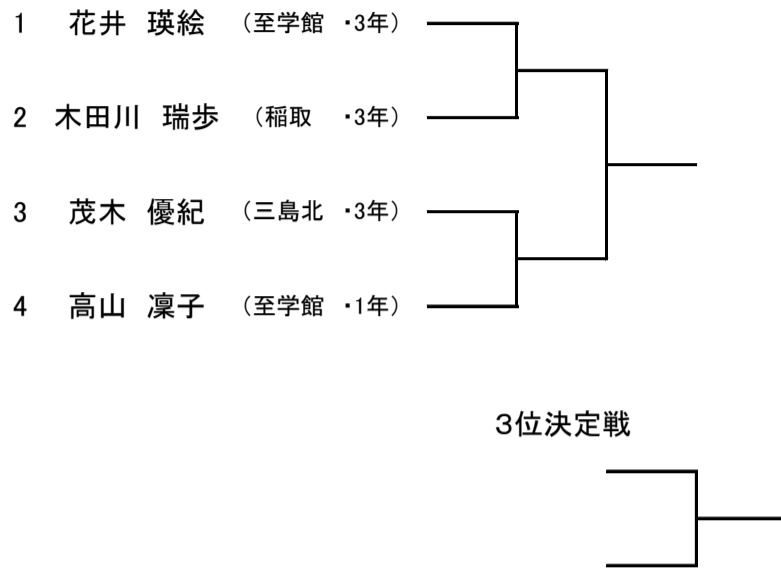 1 花井 瑛絵 （至学館 ・3年）
2 木田川 瑞歩 （稲取 ・3年）
3 茂木 優紀 （三島北 ・3年）
4 高山 凜子 （至学館 ・1年）
３位決定戦